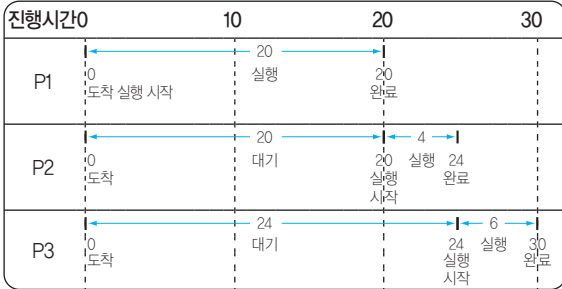 진행시간 0 10 20 30
20
P1 실행
0 20
도착 실행 시작 완료
20 4
P2 대기 실행
0 20 24
도착 실행 완료
시작
24 6
P3 대기 실행
0 24 30
도착 실행 완료
시작